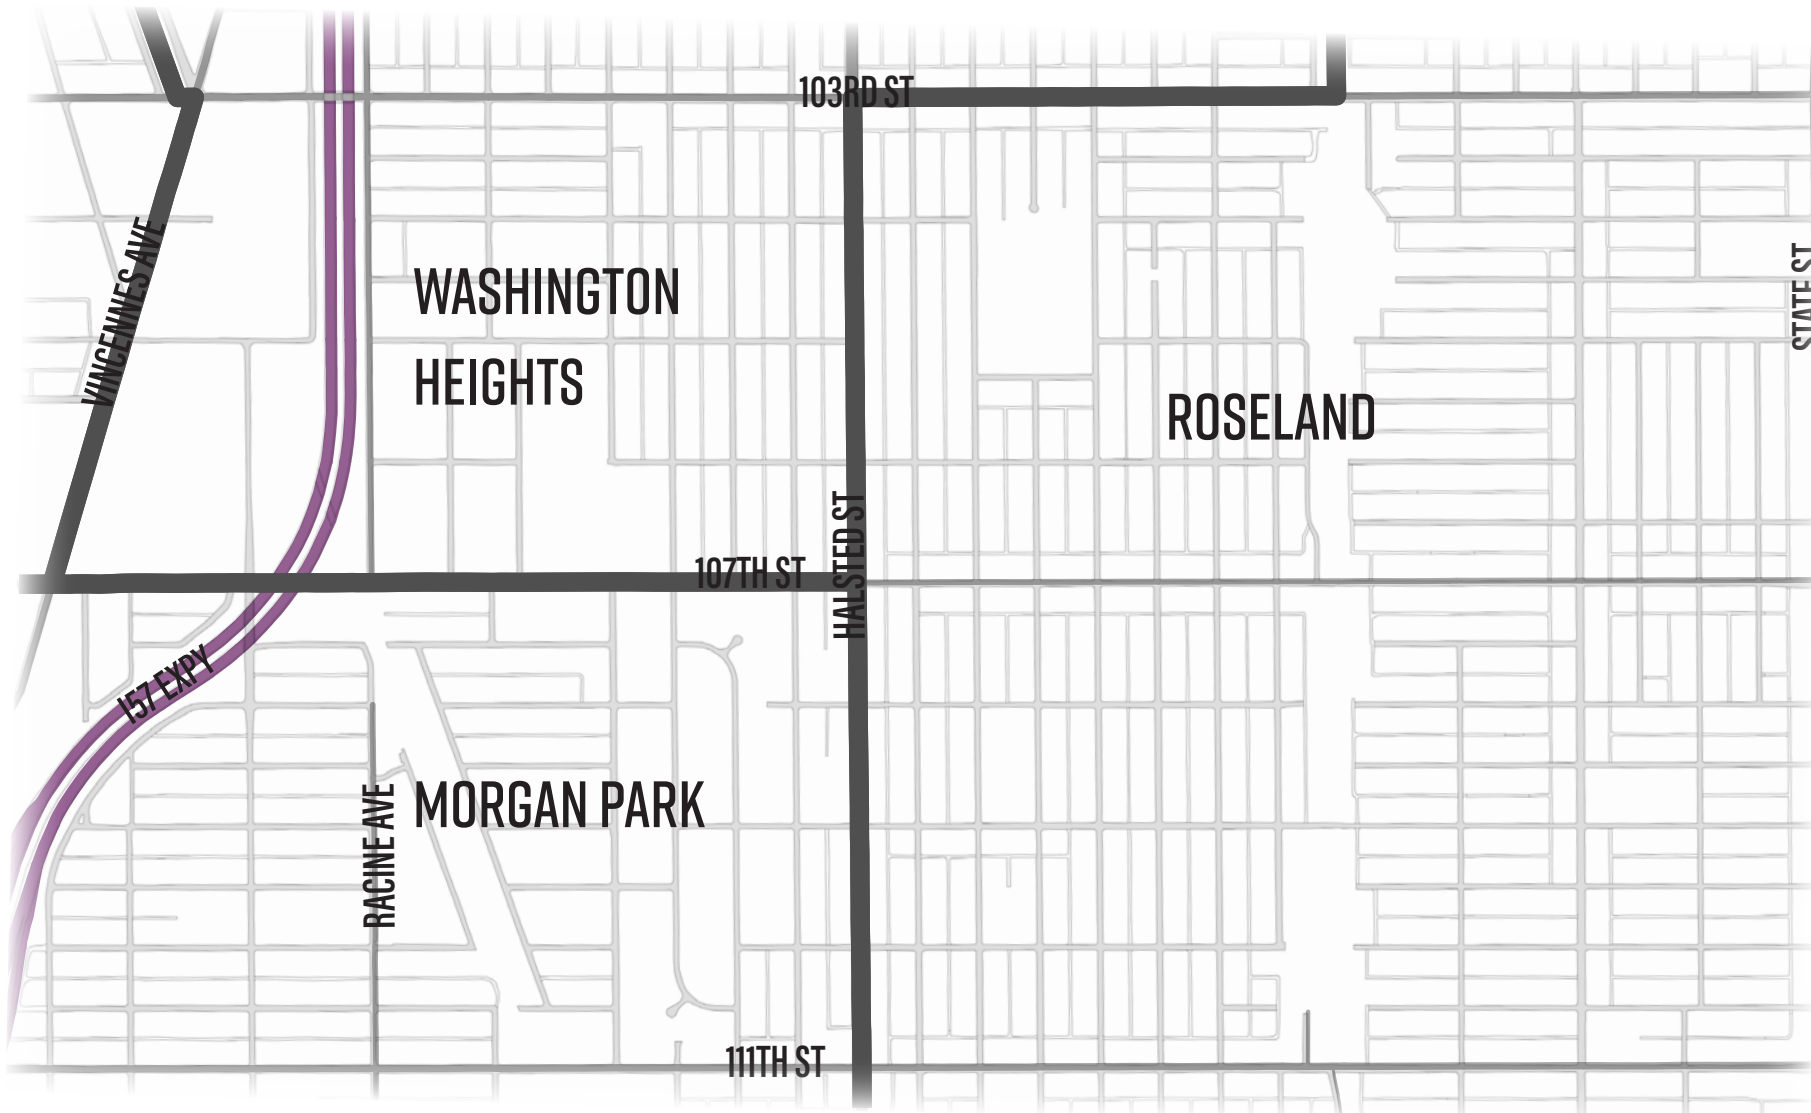 103RD ST
VINCENNES AVE
WASHINGTON
HEIGHTS
STATE ST
ROSELAND
HALSTED ST
107TH ST
I57 EXPY
MORGAN PARK
RACINE AVE
111TH ST